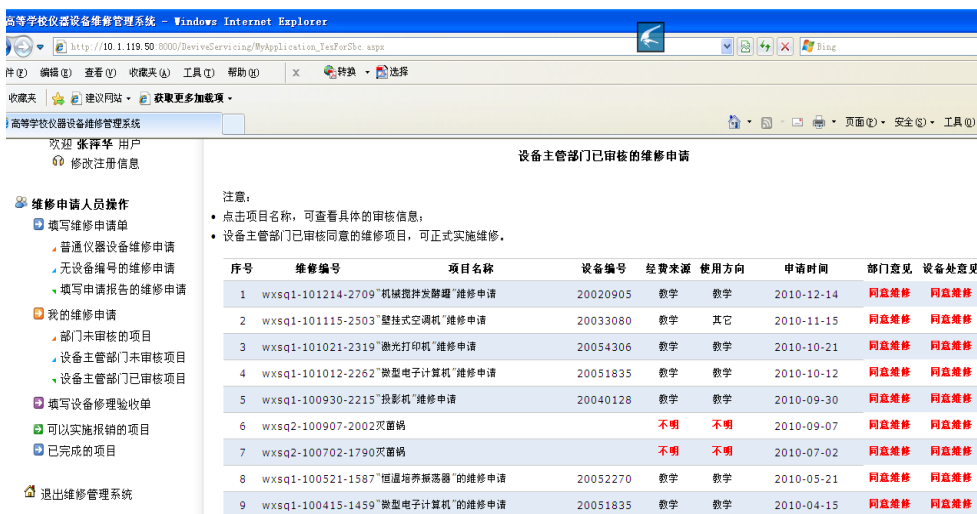 高等学校仪器设备维修管理系统 - Windows Internet Explorer
http://10.1.119.50:8000/DeviveServicing/MyApplication_YesForSbc.aspx
Bing
件(F) 编辑(E) 查看(V) 收藏夹(A) 工具(T) 帮助(H) x 转换 选择
收藏夹 建议网站 获取更多加载项
高等学校仪器设备维修管理系统
页面(P) 安全(S) 工具(O)
欢迎 张萍华 用户
修改注册信息
维修申请人员操作
填写维修申请单
普通仪器设备维修申请
无设备编号的维修申请
填写申请报告的维修申请
我的维修申请
部门未审核的项目
设备主管部门未审核项目
设备主管部门已审核项目
填写设备修理验收单
可以实施报销的项目
已完成的项目
退出维修管理系统
设备主管部门已审核的维修申请
注意：
• 点击项目名称，可查看具体的审核信息；
• 设备主管部门已审核同意的维修项目，可正式实施维修。
序号 维修编号 项目名称 设备编号 经费来源 使用方向 申请时间 部门意见 设备处意见
1 wxsq1-101214-2709 "机械搅拌发酵罐"维修申请 20020905 教学 教学 2010-12-14 同意维修 同意维修
2 wxsq1-101115-2503 "壁挂式空调机"维修申请 20033080 教学 其它 2010-11-15 同意维修 同意维修
3 wxsq1-101021-2319 "激光打印机"维修申请 20054306 教学 教学 2010-10-21 同意维修 同意维修
4 wxsq1-101012-2262 "微型电子计算机"维修申请 20051835 教学 教学 2010-10-12 同意维修 同意维修
5 wxsq1-100930-2215 "投影机"维修申请 20040128 教学 教学 2010-09-30 同意维修 同意维修
6 wxsq2-100907-2002 灭菌锅 不明 不明 2010-09-07 同意维修 同意维修
7 wxsq2-100702-1790 灭菌锅 不明 不明 2010-07-02 同意维修 同意维修
8 wxsq1-100521-1587 "恒温培养振荡器"的维修申请 20052270 教学 教学 2010-05-21 同意维修 同意维修
9 wxsq1-100415-1459 "微型电子计算机"的维修申请 20051835 教学 教学 2010-04-15 同意维修 同意维修